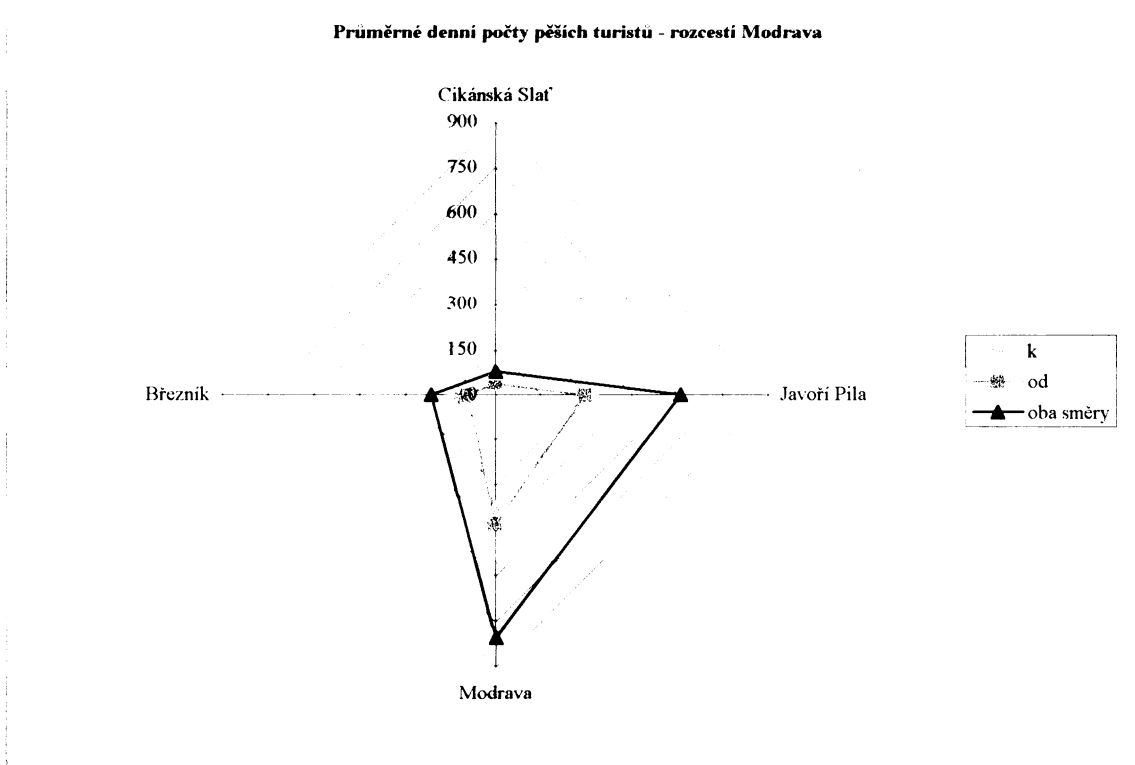 Průměrné denní počty pěších turistů - rozcestí Modrava
Cikánská Slať
900
750
600
450
300
150
0
Březník
Javoří Pila
Modrava
k
od
oba směry